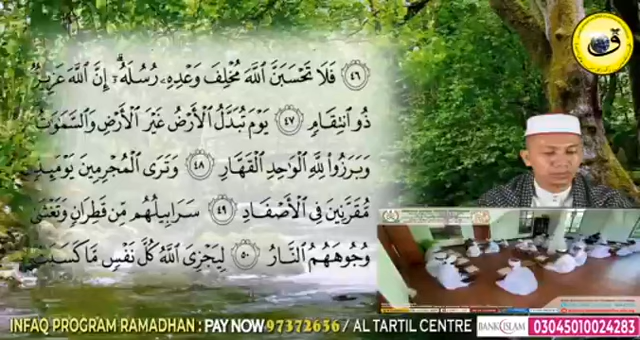 ٤٦ فَلَا تَحْسَبَنَّ ٱللَّهَ مُخْلِفَ وَعْدِهِۦ رُسُلَهُۥٓ ۗ إِنَّ ٱللَّهَ عَزِيزٌ
ذُو ٱنتِقَامٍ ٤٧ يَوْمَ تُبَدَّلُ ٱلْأَرْضُ غَيْرَ ٱلْأَرْضِ وَٱلسَّمَٰوَٰتُ
وَبَرَزُوا۟ لِلَّهِ ٱلْوَٰحِدِ ٱلْقَهَّارِ ٤٨ وَتَرَى ٱلْمُجْرِمِينَ يَوْمَئِذٍ
مُّقَرَّنِينَ فِى ٱلْأَصْفَادِ ٤٩ سَرَابِيلُهُم مِّن قَطِرَانٍ وَتَغْشَىٰ
وُجُوهَهُمُ ٱلنَّارُ ٥٠ لِيَجْزِىَ ٱللَّهُ كُلَّ نَفْسٍ مَّا كَسَبَتْ
INFAQ PROGRAM RAMADHAN : PAY NOW 97372656 / AL TARTIL CENTRE BANK ISLAM 03045010024283